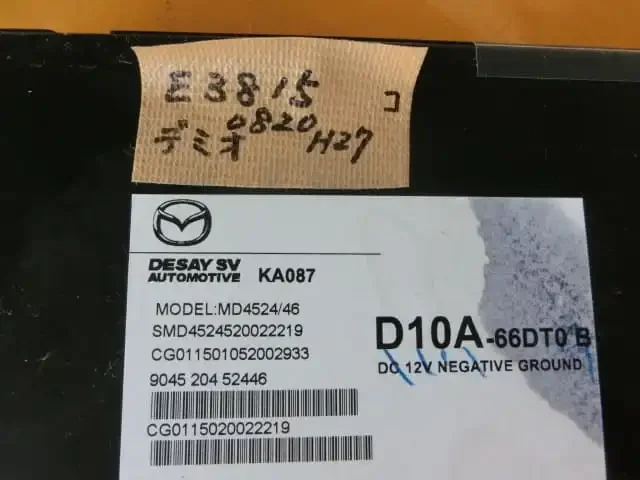 E3815 コ
デミオ 0820 H27
DESAY SV
AUTOMOTIVE KA087
MODEL:MD4524/46
SMD4524520022219
CG011501052002933
9045 204 52446
CG0115020022219
D10A-66DT0 B
DC 12V NEGATIVE GROUND